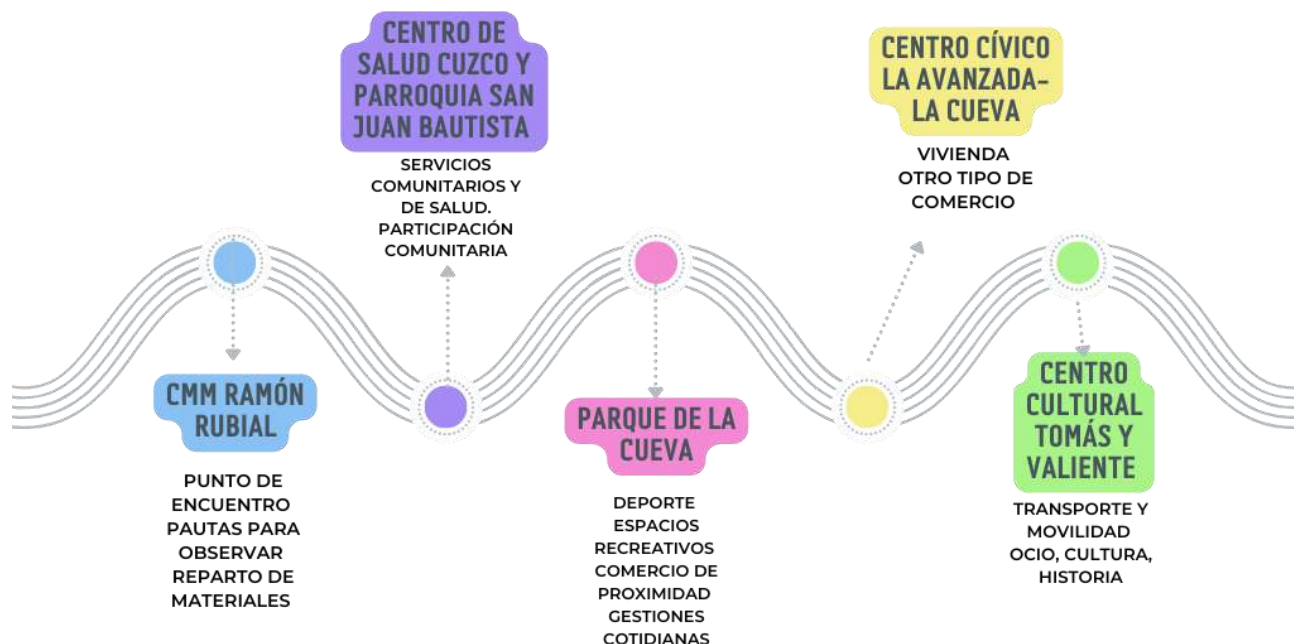 CMM RAMÓN
RUBIAL
PUNTO DE
ENCUENTRO
PAUTAS PARA
OBSERVAR
REPARTO DE
MATERIALES
CENTRO DE
SALUD CUZCO Y
PARROQUIA SAN
JUAN BAUTISTA
SERVICIOS
COMUNITARIOS Y
DE SALUD.
PARTICIPACIÓN
COMUNITARIA
PARQUE DE LA
CUEVA
DEPORTE
ESPACIOS
RECREATIVOS
COMERCIO DE
PROXIMIDAD
GESTIONES
COTIDIANAS
CENTRO CÍVICO
LA AVANZADA-
LA CUEVA
VIVIENDA
OTRO TIPO DE
COMERCIO
CENTRO
CULTURAL
TOMÁS Y
VALIENTE
TRANSPORTE Y
MOVILIDAD
OCIO, CULTURA,
HISTORIA